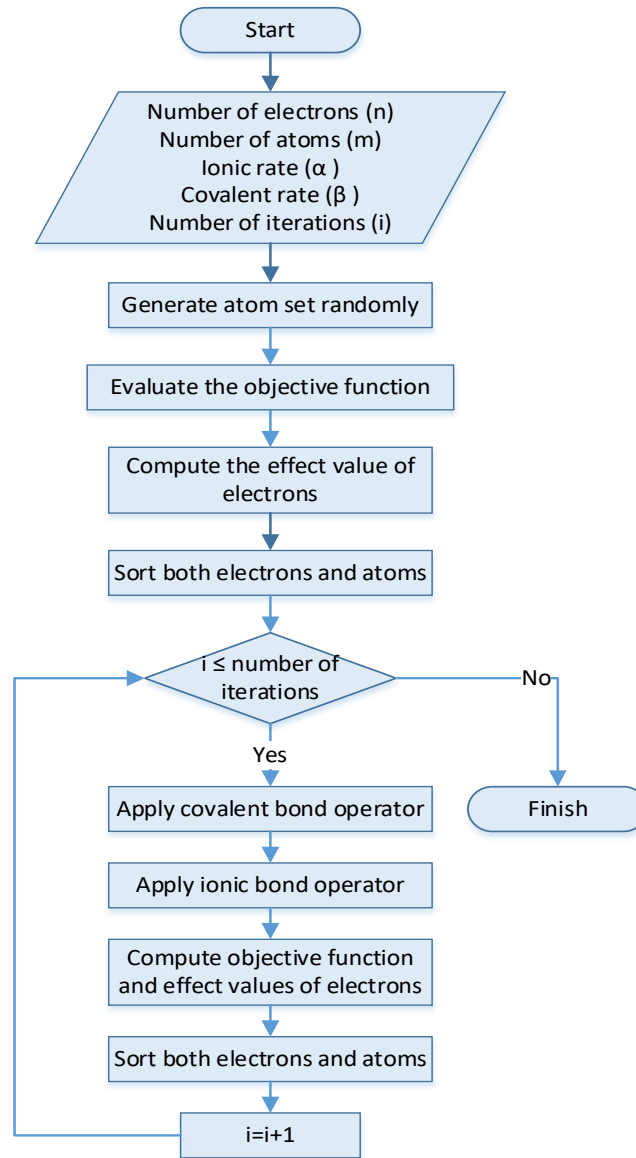 Start
Number of electrons (n)
Number of atoms (m)
Ionic rate (α )
Covalent rate (β )
Number of iterations (i)
Generate atom set randomly
Evaluate the objective function
Compute the effect value of
electrons
Sort both electrons and atoms
i ≤ number of
iterations
No
Yes
Apply covalent bond operator
Finish
Apply ionic bond operator
Compute objective function
and effect values of electrons
Sort both electrons and atoms
i=i+1